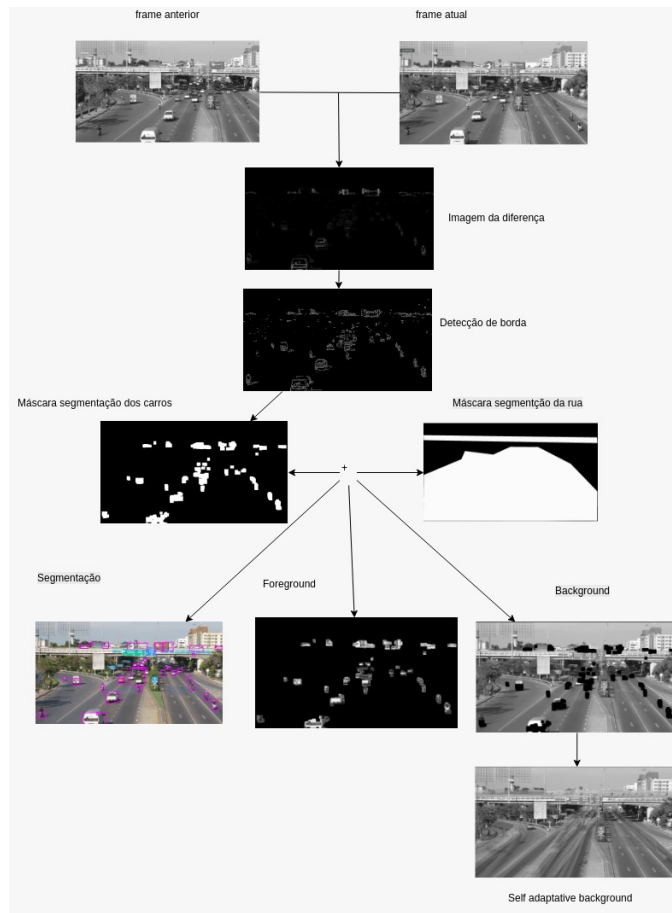 frame anterior
frame atual
Imagem da diferença
Detecção de borda
Máscara segmentação dos carros
Máscara segmentção da rua
+
Segmentação
Foreground
Background
Self adaptative background